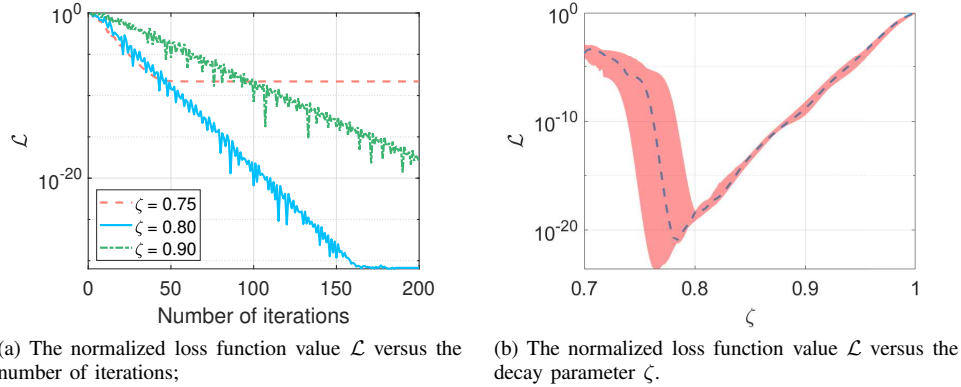 10^0
10^-20
ℒ
ζ = 0.75
ζ = 0.80
ζ = 0.90
0 50 100 150 200
Number of iterations
10^0
10^-10
10^-20
ℒ
0.7 0.8 0.9 1
ζ
(a) The normalized loss function value ℒ versus the
number of iterations;
(b) The normalized loss function value ℒ versus the
decay parameter ζ.